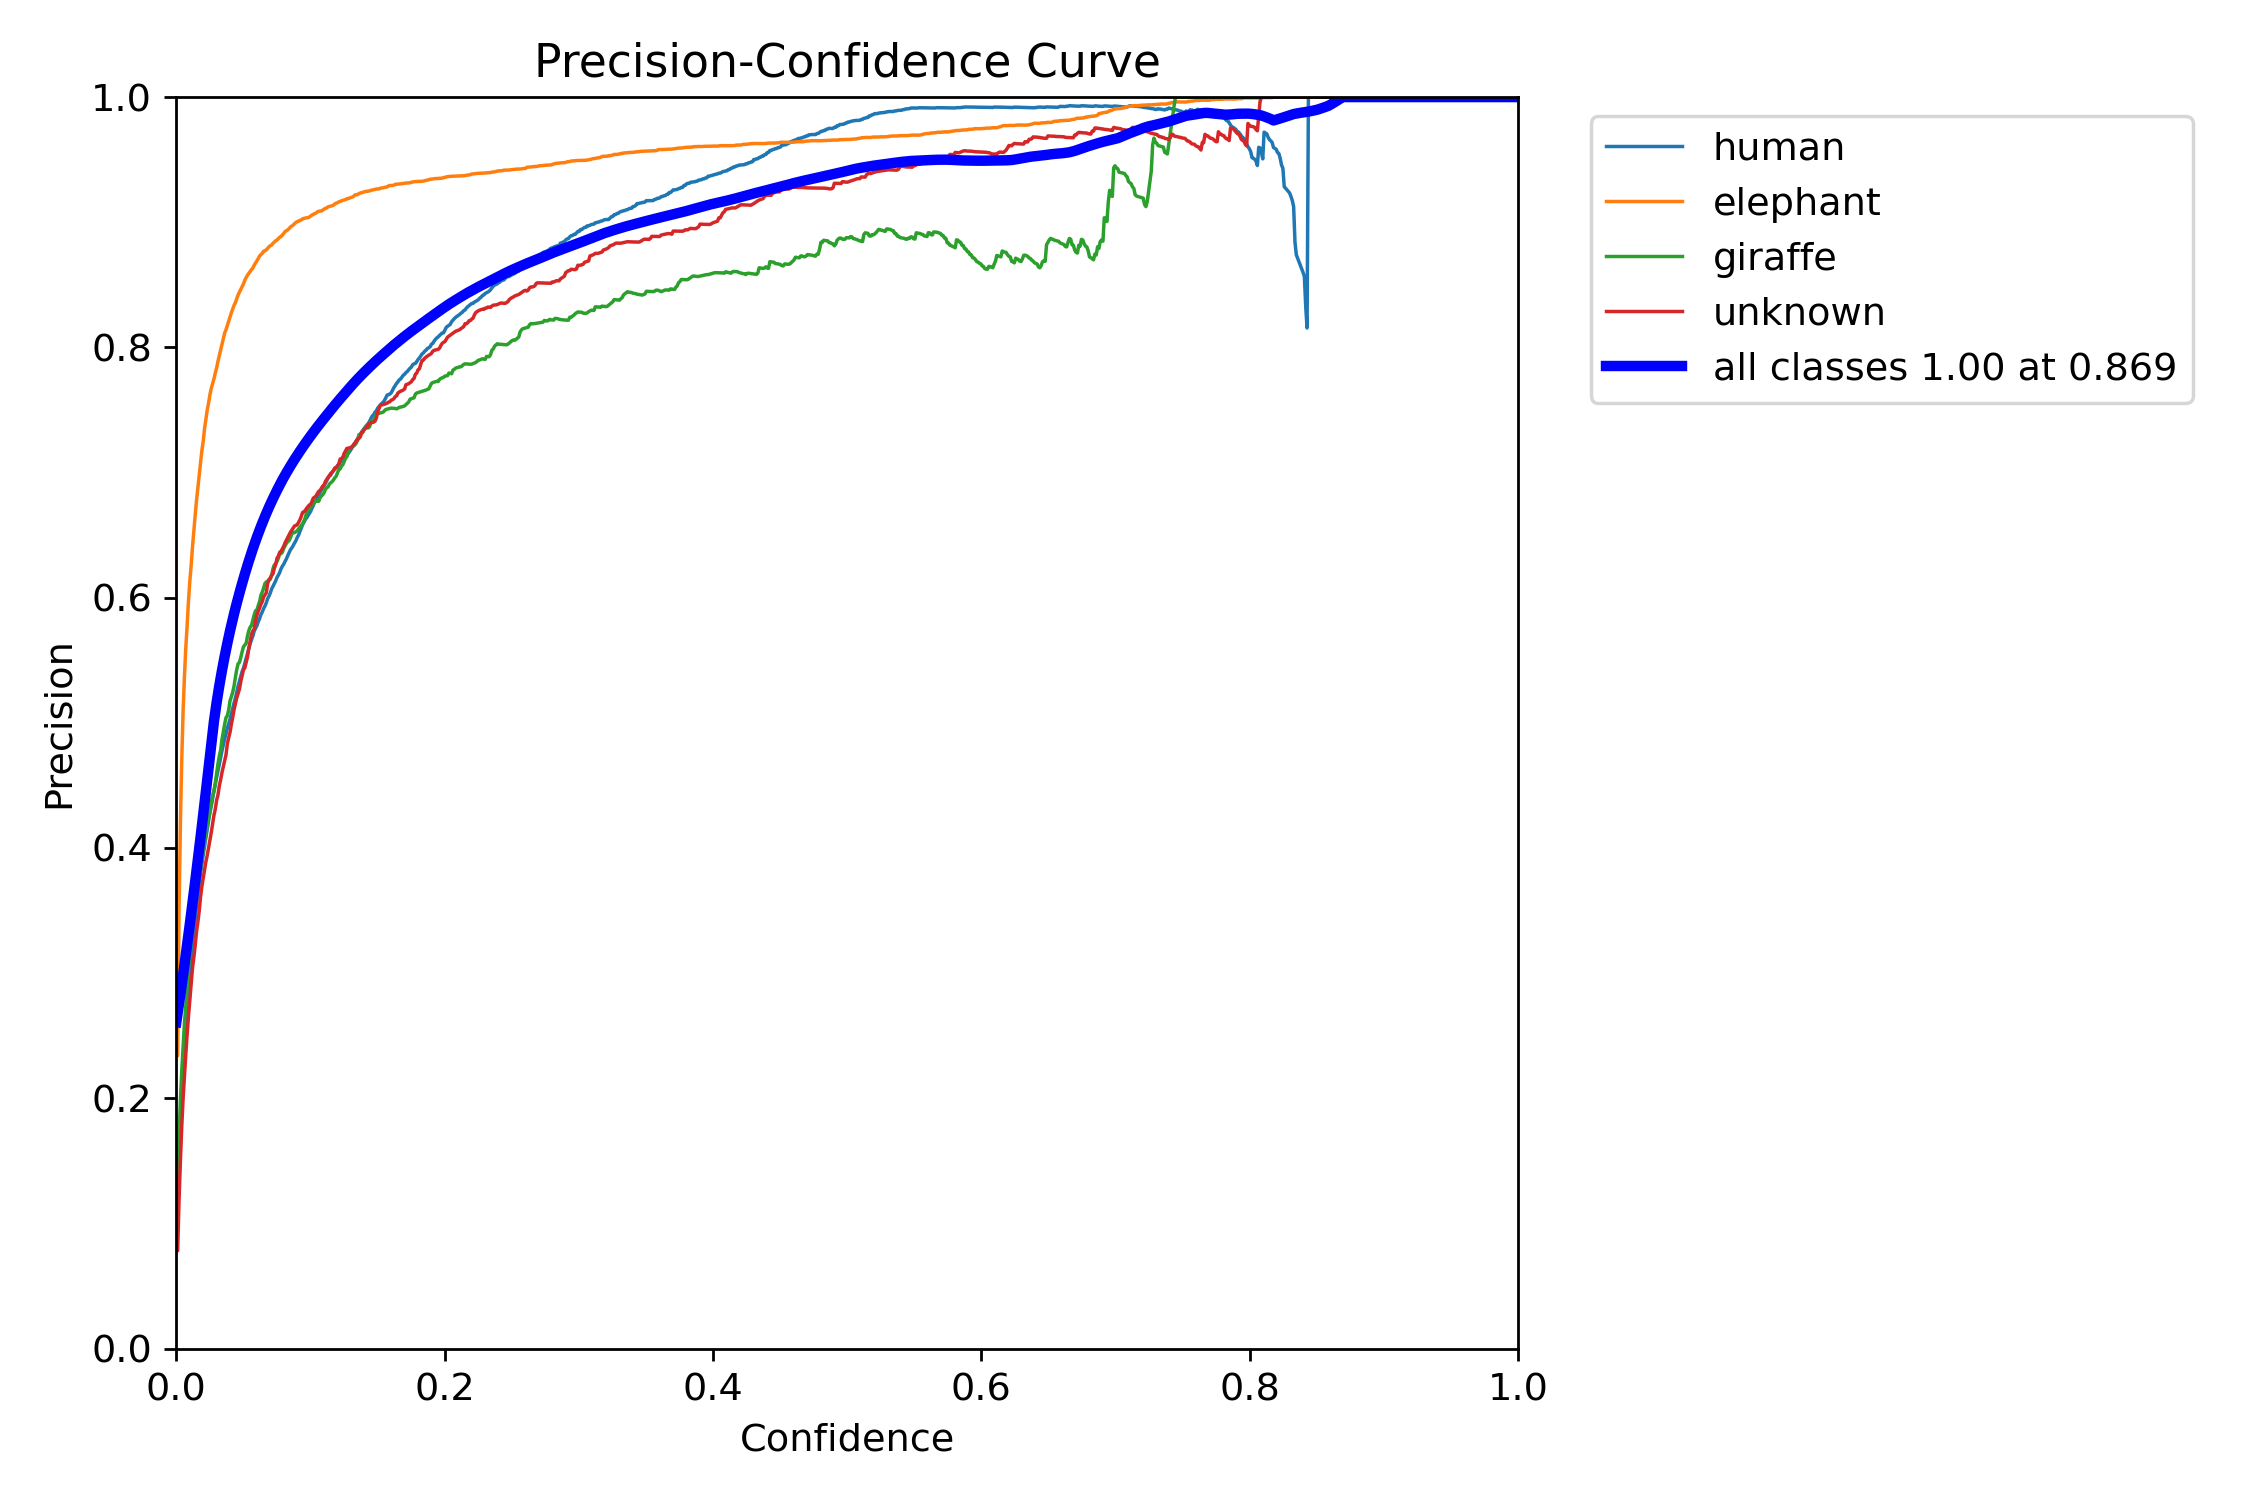 Precision-Confidence Curve
1.0
0.8
0.6
0.4
0.2
0.0
Precision
0.0 0.2 0.4 0.6 0.8 1.0
Confidence
human
elephant
giraffe
unknown
all classes 1.00 at 0.869